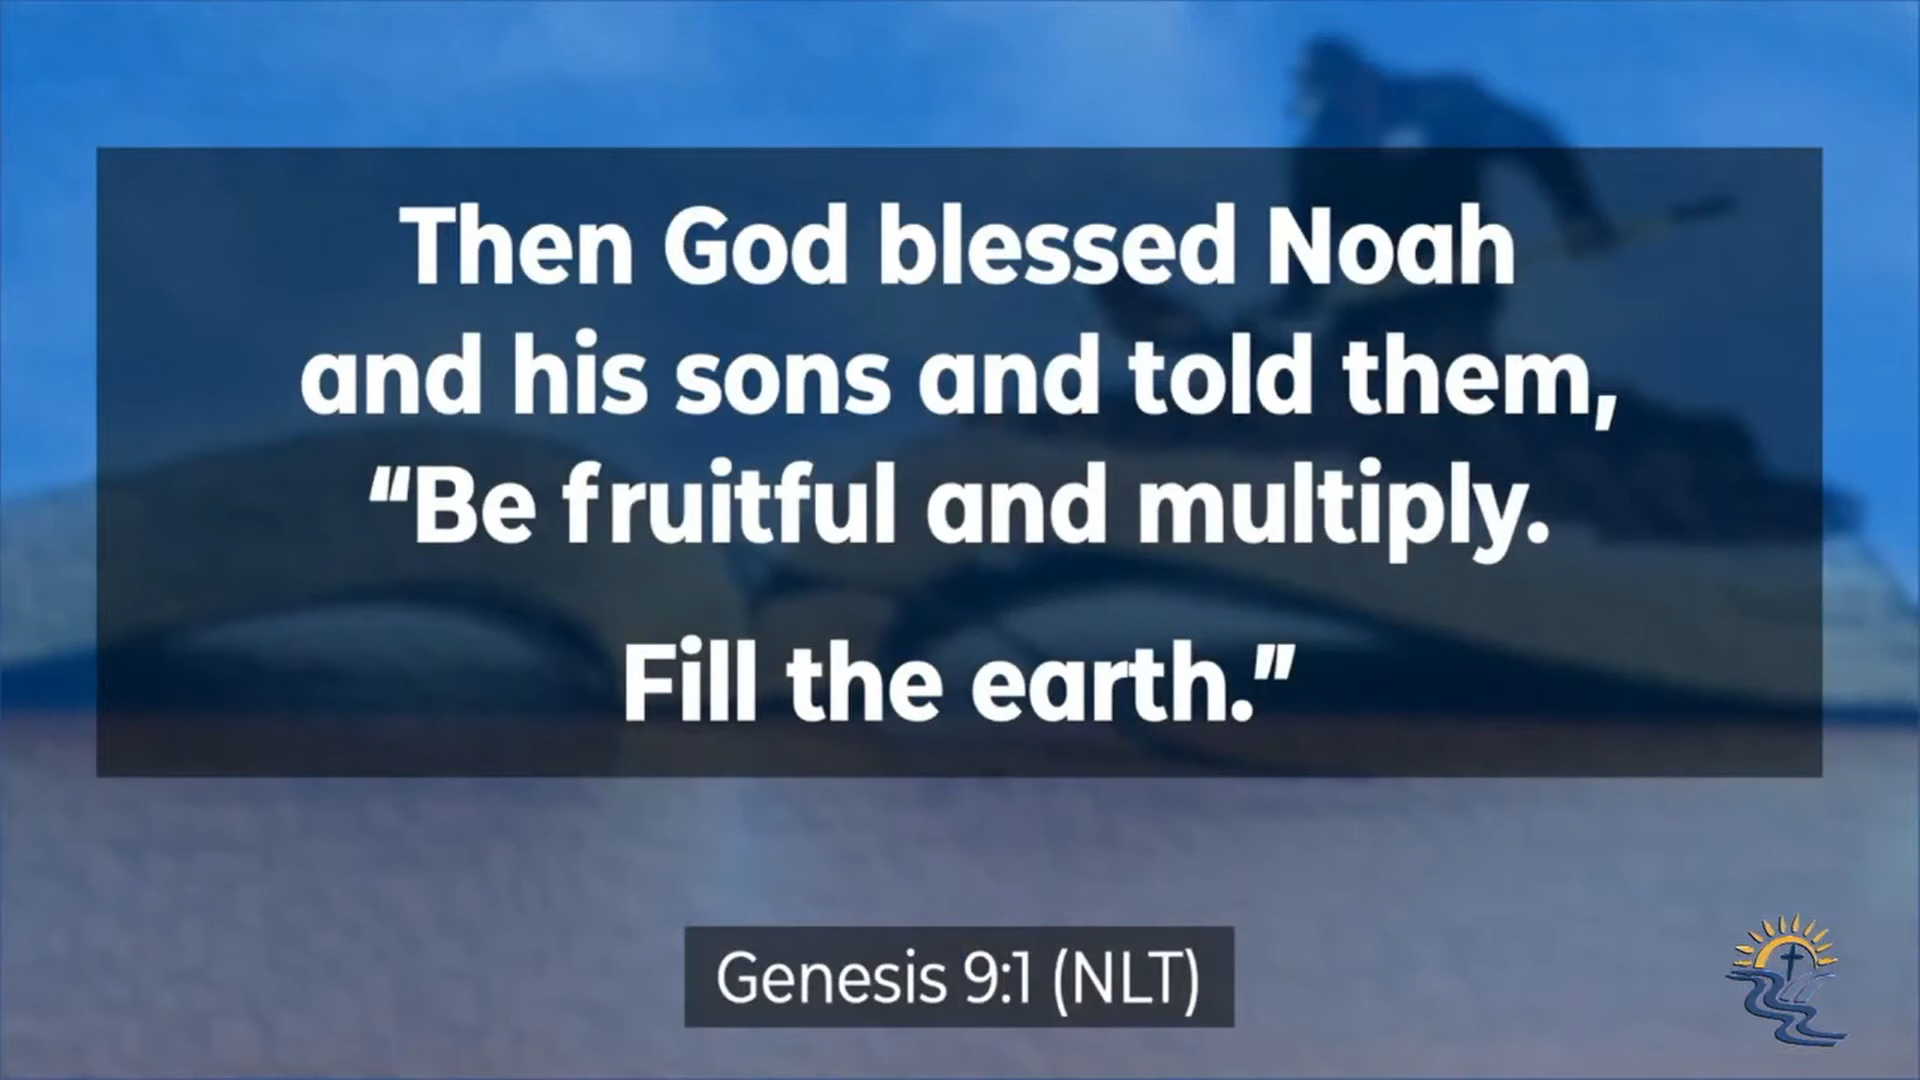 Then God blessed Noah
and his sons and told them,
“Be fruitful and multiply.
Fill the earth.”
Genesis 9:1 (NLT)